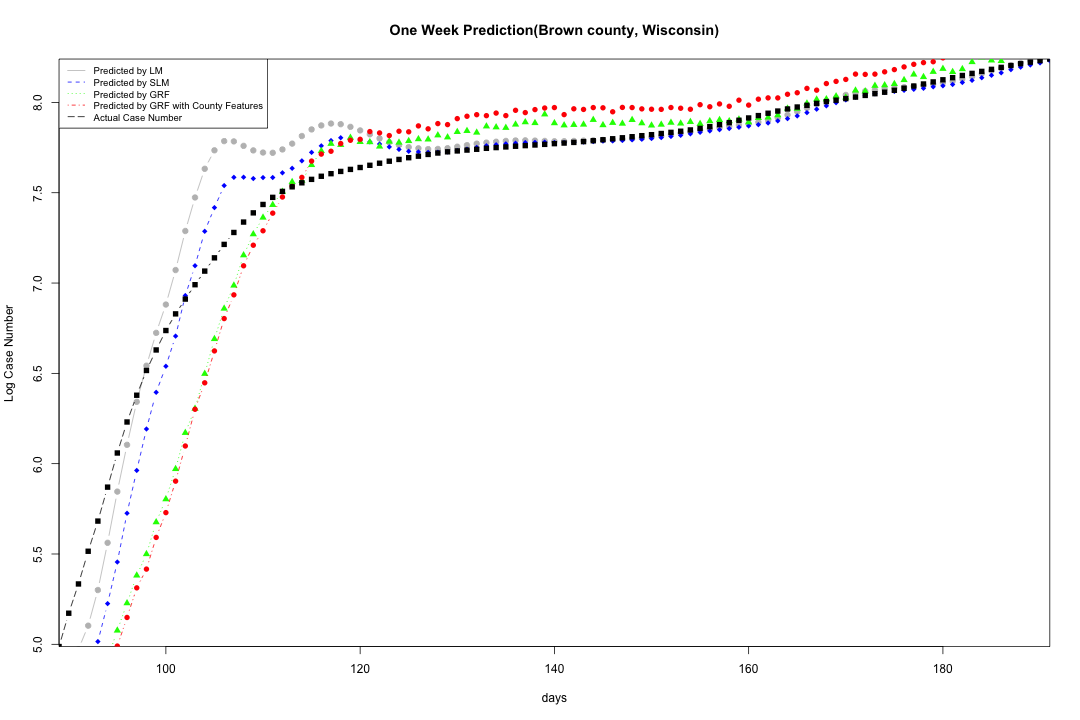 One Week Prediction(Brown county, Wisconsin)
Predicted by LM
Predicted by SLM
Predicted by GRF
Predicted by GRF with County Features
Actual Case Number
Log Case Number
8.0
7.5
7.0
6.5
6.0
5.5
5.0
100 120 140 160 180
days